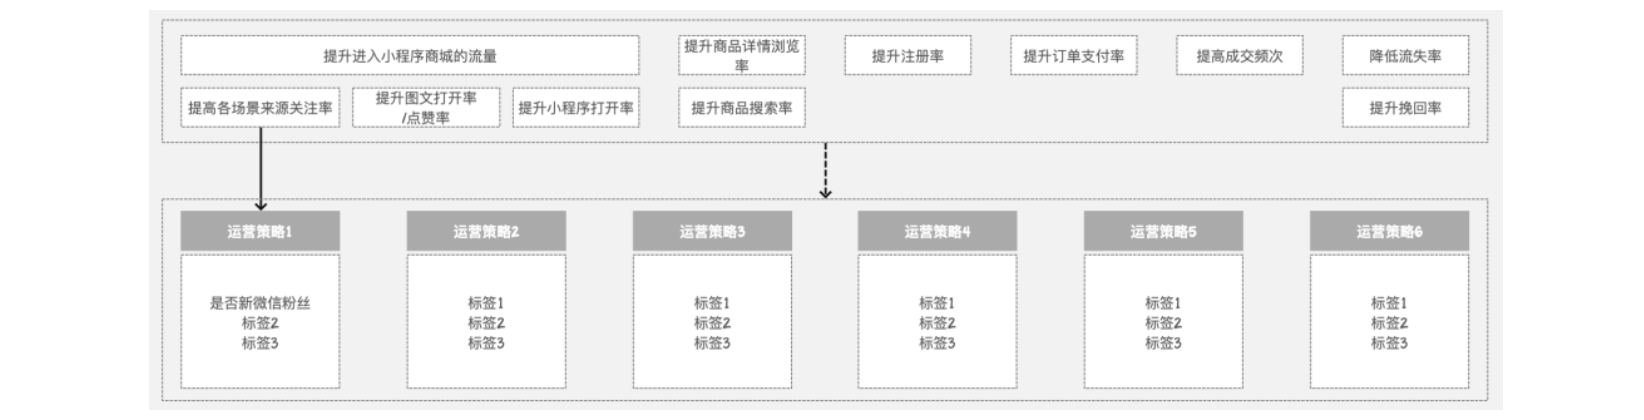 提升进入小程序商城的流量
提升商品详情浏览
率
提升注册率
提升订单支付率
提高成交频次
降低流失率
提高各场景来源关注率
提升图文打开率
/点赞率
提升小程序打开率
提升商品搜索率
提升挽回率
运营策略1
运营策略2
运营策略3
运营策略4
运营策略5
运营策略6
是否新微信粉丝
标签2
标签3
标签1
标签2
标签3
标签1
标签2
标签3
标签1
标签2
标签3
标签1
标签2
标签3
标签1
标签2
标签3